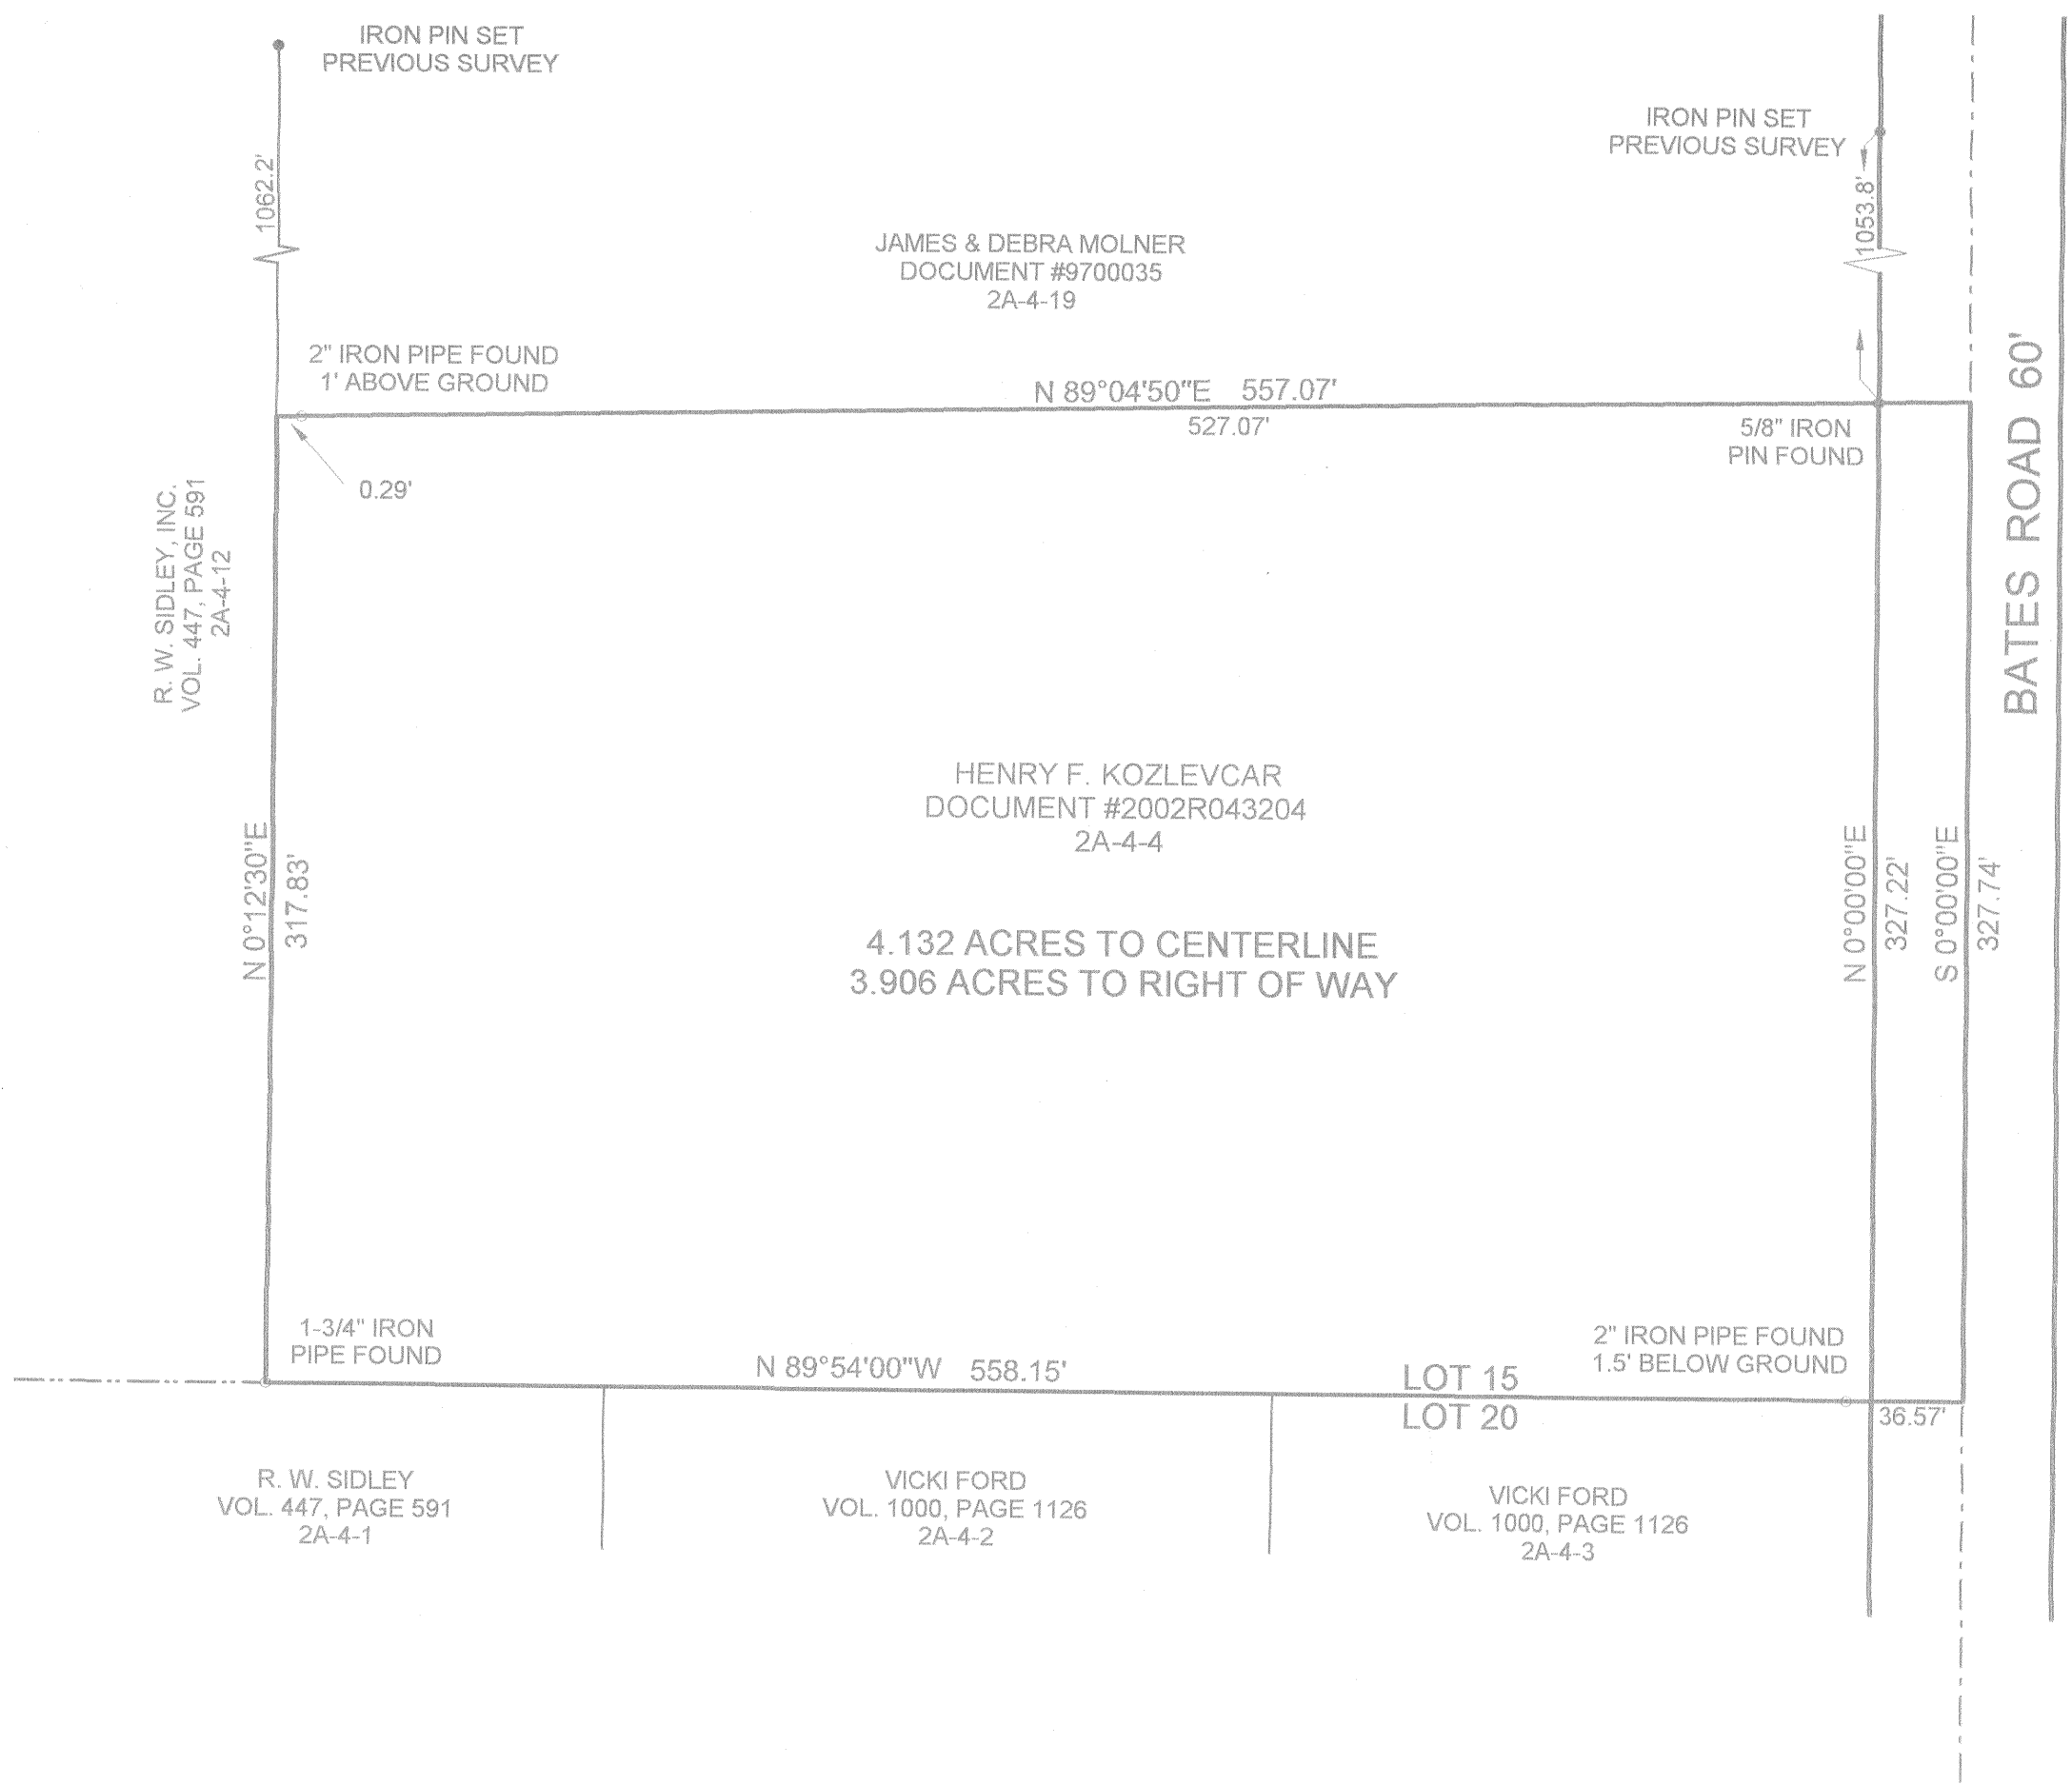 IRON PIN SET
PREVIOUS SURVEY
IRON PIN SET
PREVIOUS SURVEY
1062.2'
1053.8'
JAMES & DEBRA MOLNER
DOCUMENT #9700035
2A-4-19
2" IRON PIPE FOUND
1' ABOVE GROUND
N 89°04'50"E 557.07'
527.07'
5/8" IRON
PIN FOUND
0.29'
BATES ROAD 60'
R. W. SIDLEY, INC.
VOL. 447, PAGE 591
2A-4-12
HENRY F. KOZLEVCAR
DOCUMENT #2002R043204
2A-4-4
N 0°12'30"E
317.83'
4.132 ACRES TO CENTERLINE
3.906 ACRES TO RIGHT OF WAY
N 0°00'00"E
327.22'
S 0°00'00"E
327.74'
1-3/4" IRON
PIPE FOUND
2" IRON PIPE FOUND
1.5' BELOW GROUND
N 89°54'00"W 558.15'
LOT 15
LOT 20
36.57'
R. W. SIDLEY
VOL. 447, PAGE 591
2A-4-1
VICKI FORD
VOL. 1000, PAGE 1126
2A-4-2
VICKI FORD
VOL. 1000, PAGE 1126
2A-4-3